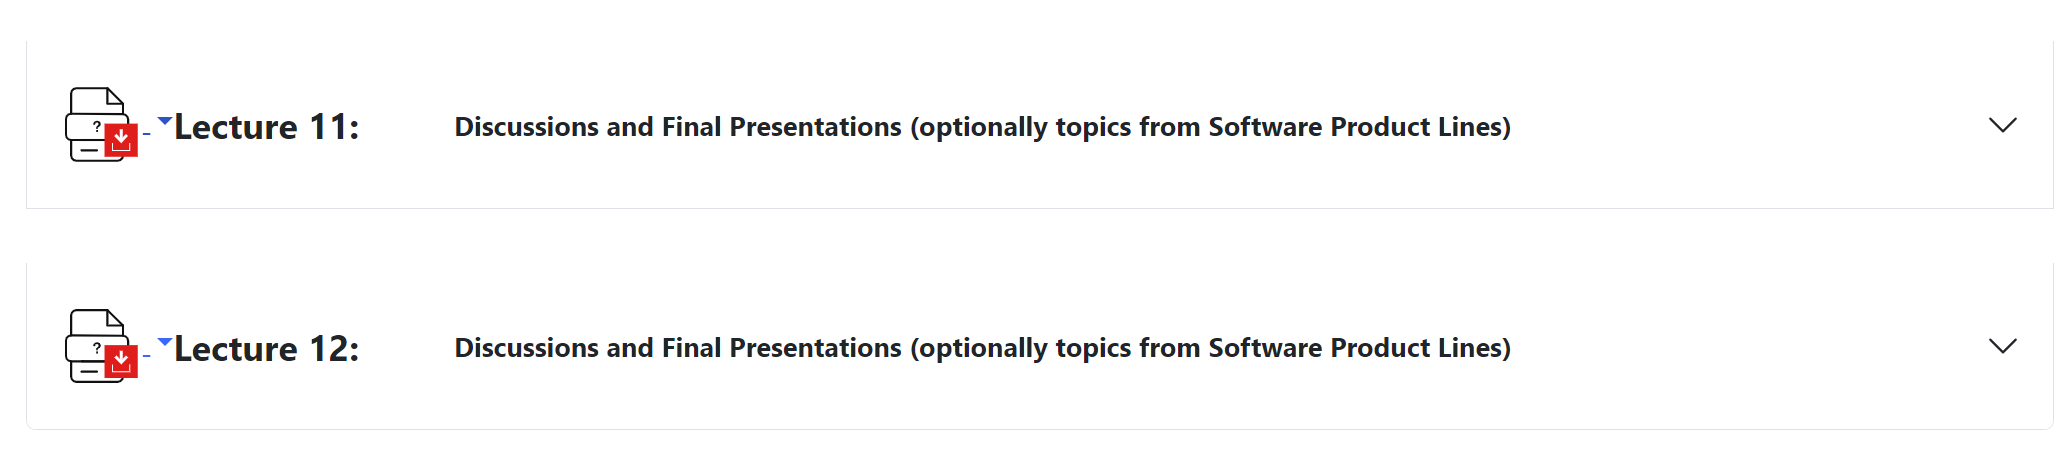 ? Lecture 11: Discussions and Final Presentations (optionally topics from Software Product Lines)
? Lecture 12: Discussions and Final Presentations (optionally topics from Software Product Lines)